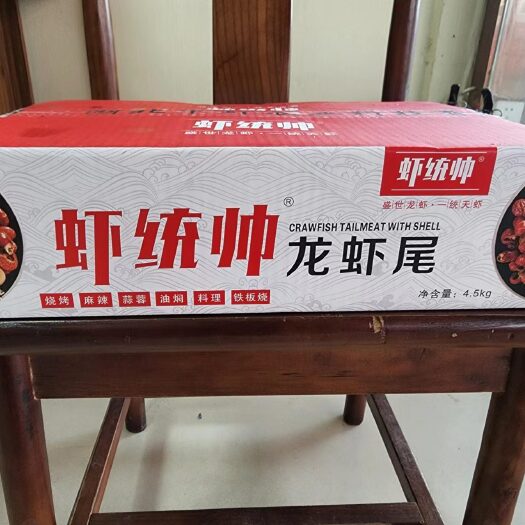 虾统帅
虾统帅®
盛世龙虾·一统天虾
虾统帅®
CRAWFISH TAILMEAT WITH SHELL
龙虾尾
烧烤 麻辣 蒜蓉 油焖 料理 铁板烧
净含量：4.5kg